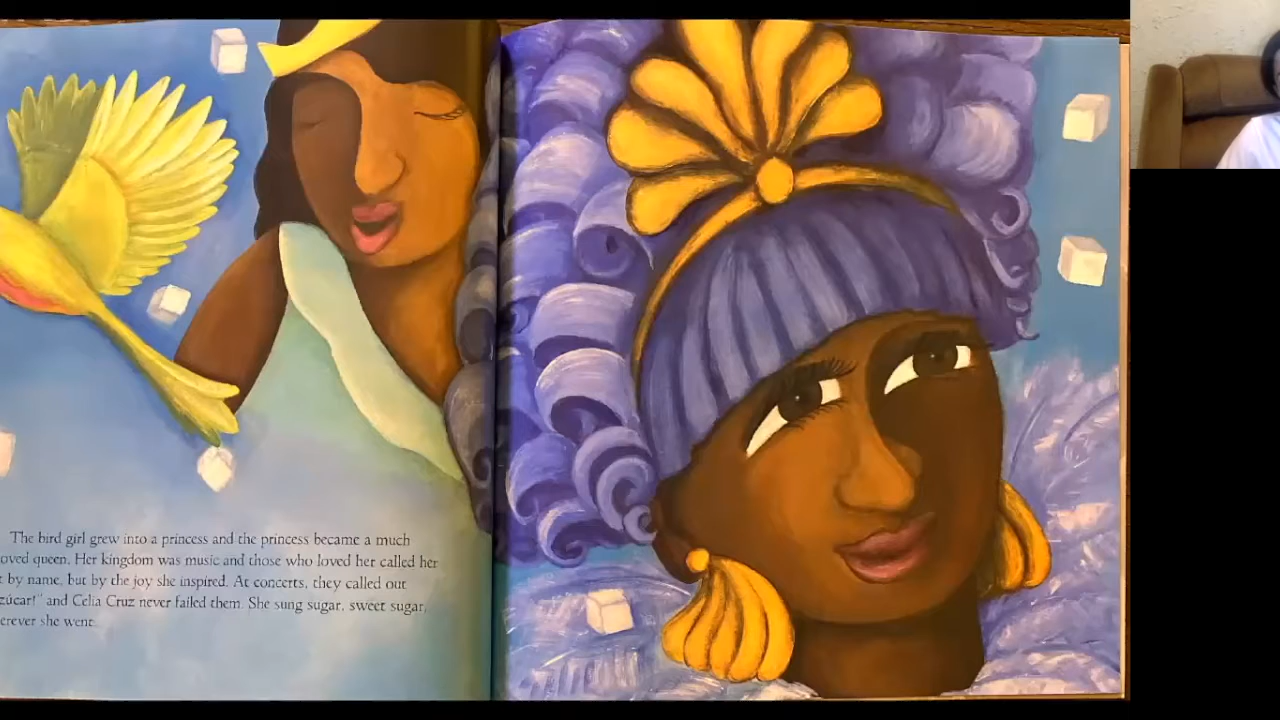 The bird girl grew into a princess and the princess became a much
oved queen. Her kingdom was music and those who loved her called her
t by name, but by the joy she inspired. At concerts, they called out
zúcar!" and Celia Cruz never failed them. She sung sugar, sweet sugar,
erever she went.